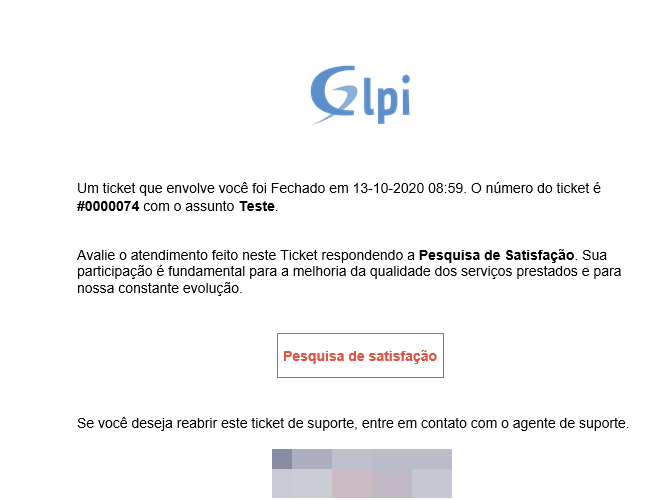 Glpi
Um ticket que envolve você foi Fechado em 13-10-2020 08:59. O número do ticket é
#0000074 com o assunto Teste.
Avalie o atendimento feito neste Ticket respondendo a Pesquisa de Satisfação. Sua
participação é fundamental para a melhoria da qualidade dos serviços prestados e para
nossa constante evolução.
Pesquisa de satisfação
Se você deseja reabrir este ticket de suporte, entre em contato com o agente de suporte.